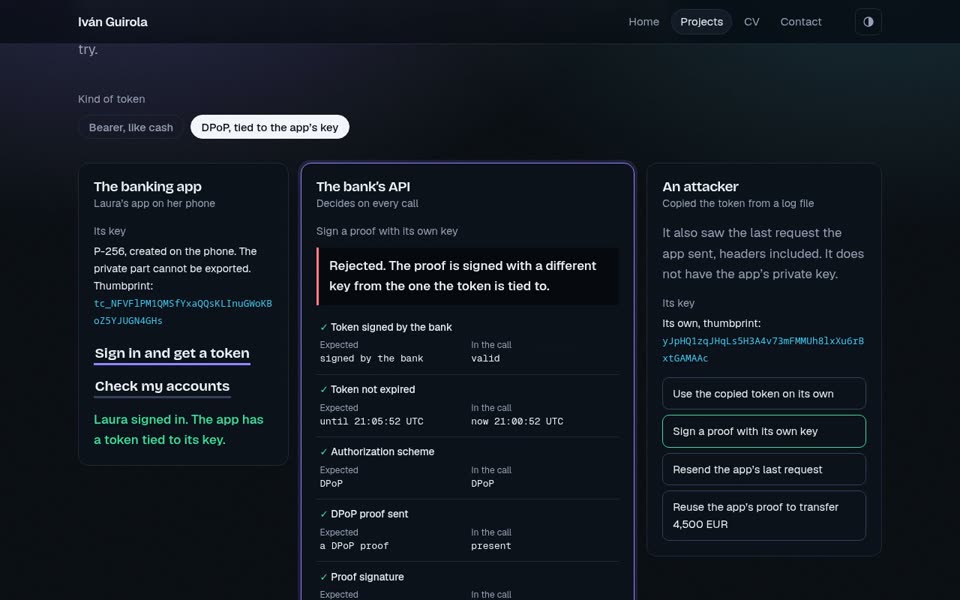 Iván Guirola
Home
Projects
CV
Contact
try.
Kind of token
Bearer, like cash
DPoP, tied to the app's key
The banking app
Laura's app on her phone
Its key
P-256, created on the phone. The
private part cannot be exported.
Thumbprint:
tc_NFVFlPM1QMSfYxaQQsKLInuGWoKB
oZ5YJUGN4GHs
Sign in and get a token
Check my accounts
Laura signed in. The app has
a token tied to its key.
The bank's API
Decides on every call
Sign a proof with its own key
Rejected. The proof is signed with a different
key from the one the token is tied to.
✓ Token signed by the bank
Expected
In the call
signed by the bank
valid
✓ Token not expired
Expected
In the call
until 21:05:52 UTC
now 21:00:52 UTC
✓ Authorization scheme
Expected
In the call
DPoP
DPoP
✓ DPoP proof sent
Expected
In the call
a DPoP proof
present
✓ Proof signature
Expected
In the call
An attacker
Copied the token from a log file
It also saw the last request the
app sent, headers included. It does
not have the app's private key.
Its key
Its own, thumbprint:
yJpHQ1zqJHqLs5H3A4v73mFMMUh8lxXu6rB
xtGAMAAc
Use the copied token on its own
Sign a proof with its own key
Resend the app's last request
Reuse the app's proof to transfer
4,500 EUR